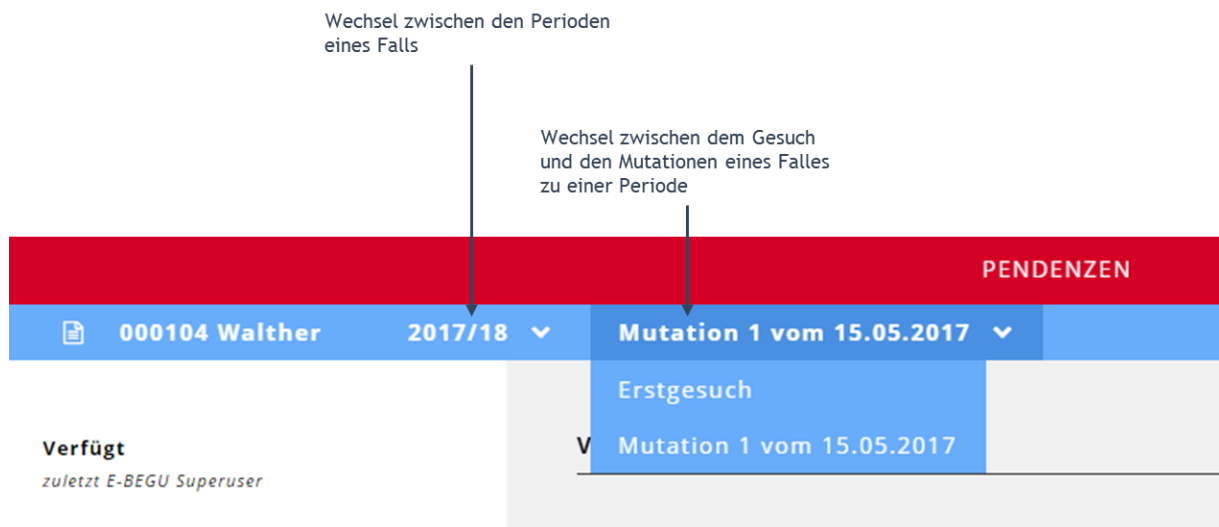 Wechsel zwischen den Perioden
eines Falls
Wechsel zwischen dem Gesuch
und den Mutationen eines Falles
zu einer Periode
PENDENZEN
000104 Walther 2017/18 Mutation 1 vom 15.05.2017
Erstgesuch
Verfügt V Mutation 1 vom 15.05.2017
zuletzt E-BEGU Superuser